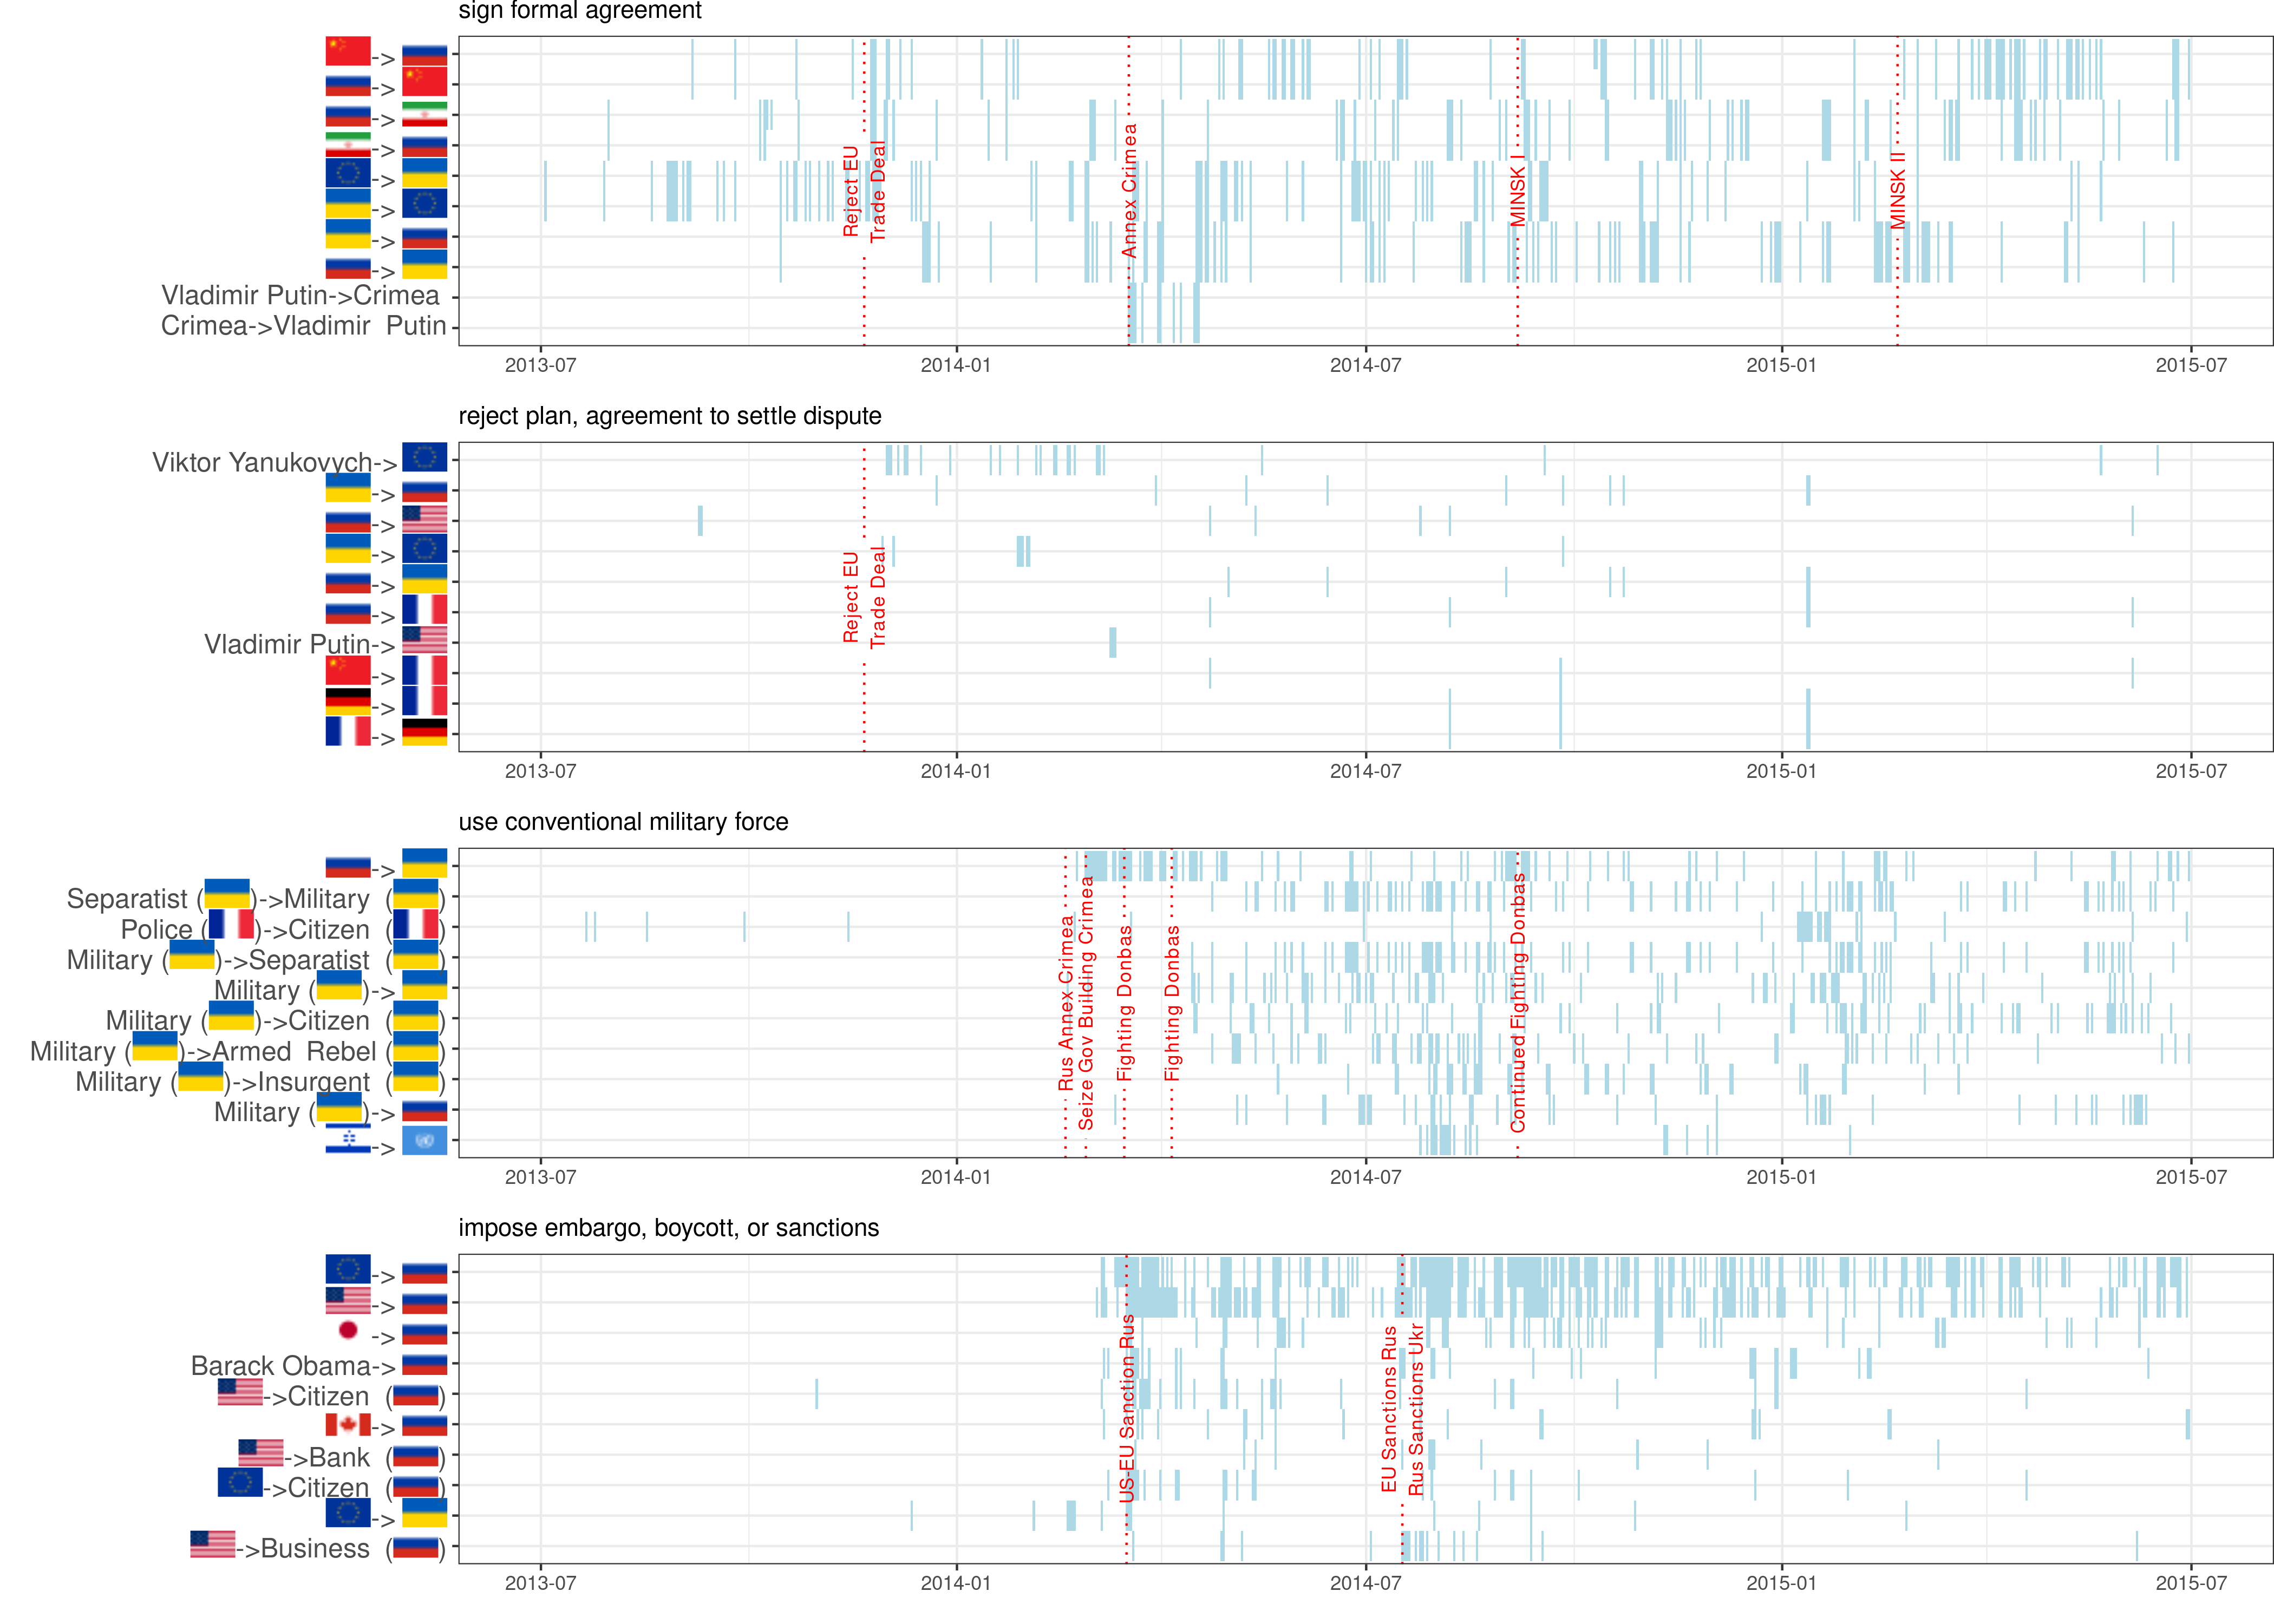 sign formal agreement
->
->
->
->
->
->
->
->
Vladimir Putin->Crimea
Crimea->Vladimir Putin
Reject EU
Trade Deal
Annex Crimea
MINSK I
MINSK II
2013-07 2014-01 2014-07 2015-01 2015-07
reject plan, agreement to settle dispute
Viktor Yanukovych->
->
->
->
->
->
Vladimir Putin->
->
->
->
Reject EU
Trade Deal
2013-07 2014-01 2014-07 2015-01 2015-07
use conventional military force
->
Separatist ( )->Military ( )
Police ( )->Citizen ( )
Military ( )->Separatist ( )
Military ( )->
Military ( )->Citizen ( )
Military ( )->Armed Rebel ( )
Military ( )->Insurgent ( )
Military ( )->
->
Rus Annex Crimea
Seize Gov Building Crimea
Fighting Donbas
Fighting Donbas
Continued Fighting Donbas
2013-07 2014-01 2014-07 2015-01 2015-07
impose embargo, boycott, or sanctions
->
->
->
Barack Obama->
->Citizen ( )
->
->Bank ( )
->Citizen ( )
->
->Business ( )
US-EU Sanction Rus
EU Sanctions Rus
Rus Sanctions Ukr
2013-07 2014-01 2014-07 2015-01 2015-07